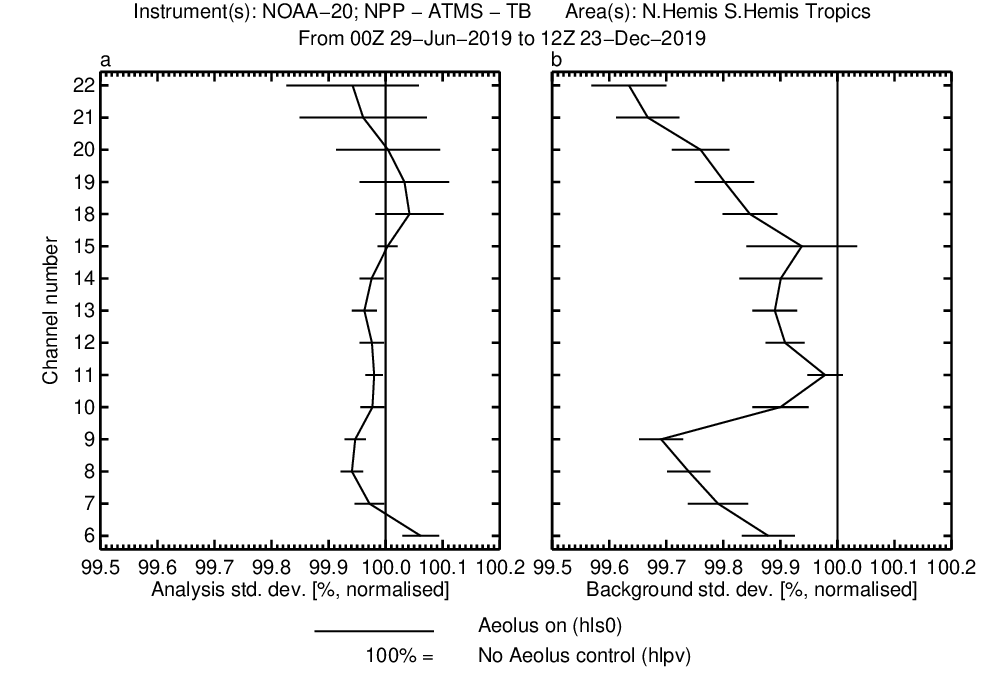 Instrument(s): NOAA−20; NPP − ATMS − TB Area(s): N.Hemis S.Hemis Tropics
From 00Z 29−Jun−2019 to 12Z 23−Dec−2019
a b
22
21
20
19
18
15
14
13
12
11
10
9
8
7
6
Channel number
99.5 99.6 99.7 99.8 99.9 100.0 100.1 100.2 99.5 99.6 99.7 99.8 99.9 100.0 100.1 100.2
Analysis std. dev. [%, normalised] Background std. dev. [%, normalised]
Aeolus on (hls0)
100% = No Aeolus control (hlpv)